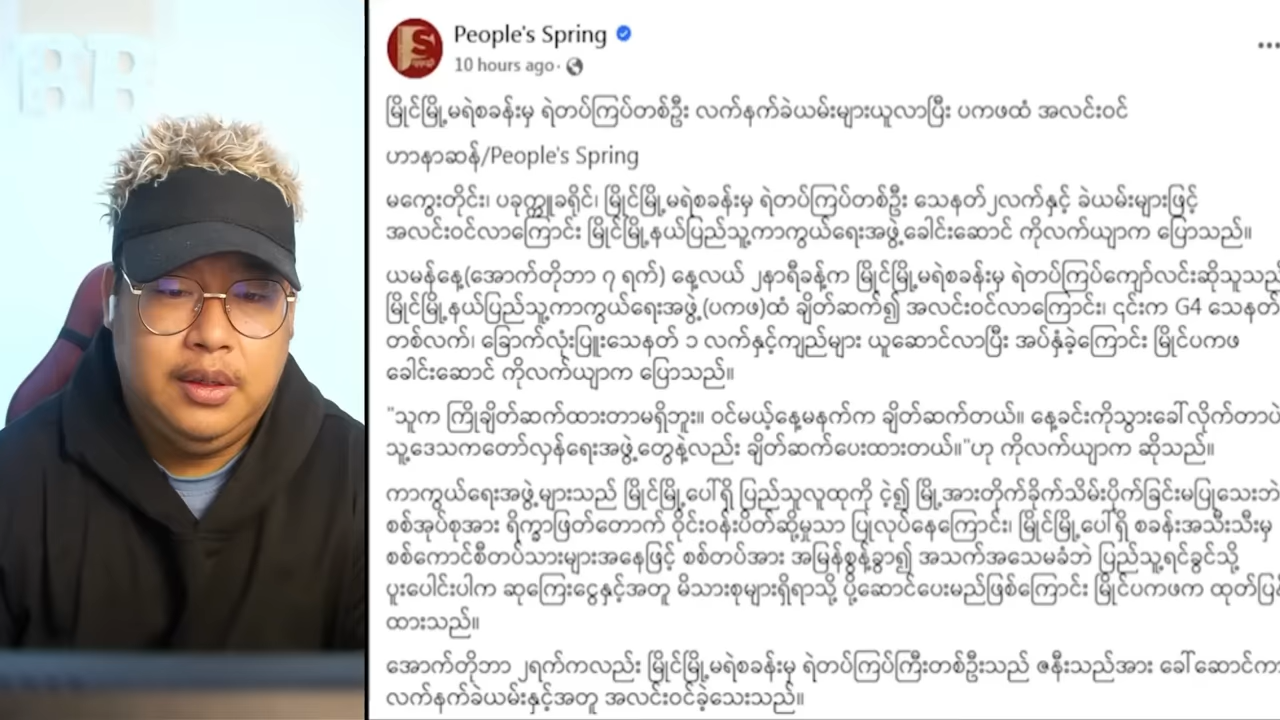 BB
People's Spring
10 hours ago·
မြိုင်မြို့မရဲစခန်းမှ ရဲတပ်ကြပ်တစ်ဦး လက်နက်ခဲယမ်းများယူလာပြီး ပကဖထံ အလင်းဝင်
ဟာနာဆန်/People's Spring
မကွေးတိုင်း၊ ပခုက္ကူခရိုင်၊ မြိုင်မြို့မရဲစခန်းမှ ရဲတပ်ကြပ်တစ်ဦး သေနတ်၂လက်နှင့် ခဲယမ်းများဖြင့်
အလင်းဝင်လာကြောင်း မြိုင်မြို့နယ်ပြည်သူ့ကာကွယ်ရေးအဖွဲ့ခေါင်းဆောင် ကိုလက်ယျာက ပြောသည်။
ယမန်နေ့(အောက်တိုဘာ ၇ ရက်) နေ့လယ် ၂နာရီခန့်က မြိုင်မြို့မရဲစခန်းမှ ရဲတပ်ကြပ်ကျော်လင်းဆိုသူသည်
မြိုင်မြို့နယ်ပြည်သူ့ကာကွယ်ရေးအဖွဲ့(ပကဖ)ထံ ချိတ်ဆက်၍ အလင်းဝင်လာကြောင်း၊ ၎င်းက G4 သေနတ်
တစ်လက်၊ ခြောက်လုံးပြူးသေနတ် ၁ လက်နှင့်ကျည်များ ယူဆောင်လာပြီး အပ်နှံခဲ့ကြောင်း မြိုင်ပကဖ
ခေါင်းဆောင် ကိုလက်ယျာက ပြောသည်။
"သူက ကြိုချိတ်ဆက်ထားတာမရှိဘူး။ ဝင်မယ့်နေ့မနက်က ချိတ်ဆက်တယ်။ နေ့ခင်းကိုသွားခေါ်လိုက်တာပဲ
သူ့ဒေသကတော်လှန်ရေးအဖွဲ့တွေနဲ့လည်း ချိတ်ဆက်ပေးထားတယ်။"ဟု ကိုလက်ယျာက ဆိုသည်။
ကာကွယ်ရေးအဖွဲ့များသည် မြိုင်မြို့ပေါ်ရှိ ပြည်သူလူထုကို ငဲ့၍ မြို့အားတိုက်ခိုက်သိမ်းပိုက်ခြင်းမပြုသေးဘဲ
စစ်အုပ်စုအား ရိက္ခာဖြတ်တောက် ဝိုင်းဝန်းပိတ်ဆို့မှုသာ ပြုလုပ်နေကြောင်း၊ မြိုင်မြို့ပေါ်ရှိ စခန်းအသီးသီးမှ
စစ်ကောင်စီတပ်သားများအနေဖြင့် စစ်တပ်အား အမြန်စွန့်ခွာ၍ အသက်အသေမခံဘဲ ပြည်သူ့ရင်ခွင်သို့
ပူးပေါင်းပါက ဆုကြေးငွေနှင့်အတူ မိသားစုများရှိရာသို့ ပို့ဆောင်ပေးမည်ဖြစ်ကြောင်း မြိုင်ပကဖက ထုတ်ပြန်
ထားသည်။
အောက်တိုဘာ ၂ရက်ကလည်း မြိုင်မြို့မရဲစခန်းမှ ရဲတပ်ကြပ်ကြီးတစ်ဦးသည် ဇနီးသည်အား ခေါ်ဆောင်ကာ
လက်နက်ခဲယမ်းနှင့်အတူ အလင်းဝင်ခဲ့သေးသည်။